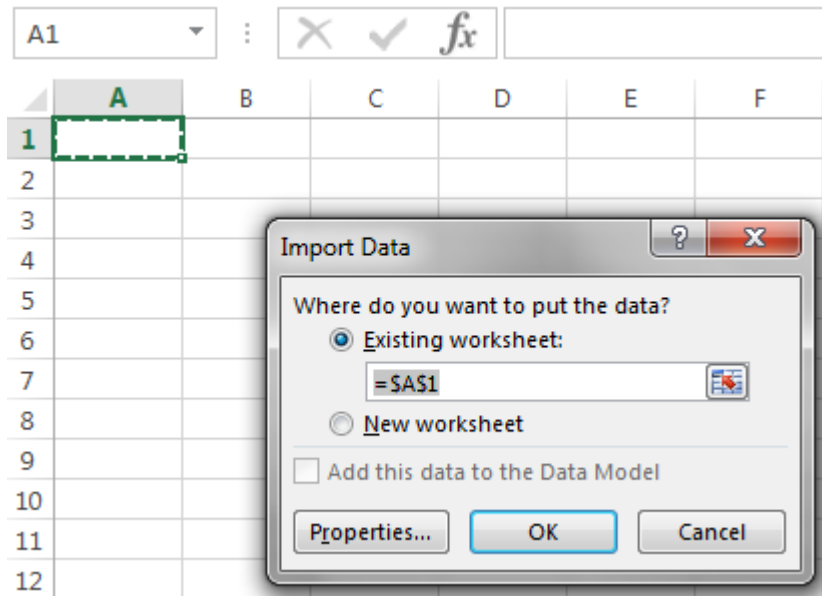 A1
fx
A B C D E F
1
2
3
4
5
6
7
8
9
10
11
12
Import Data
?
Where do you want to put the data?
Existing worksheet:
=$A$1
New worksheet
Add this data to the Data Model
Properties... OK Cancel